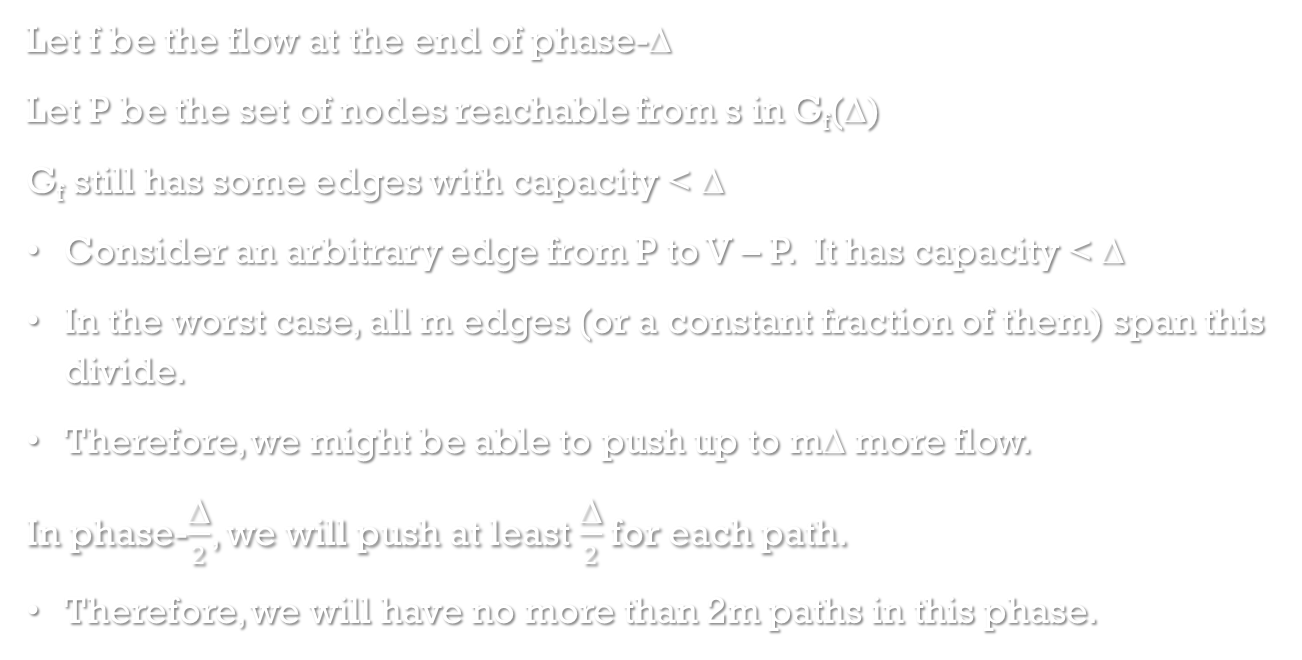 Let f be the flow at the end of phase-Δ
Let P be the set of nodes reachable from s in G_f(Δ)
G_f still has some edges with capacity < Δ
• Consider an arbitrary edge from P to V – P. It has capacity < Δ
• In the worst case, all m edges (or a constant fraction of them) span this
divide.
• Therefore, we might be able to push up to mΔ more flow.
In phase-Δ/2, we will push at least Δ/2 for each path.
• Therefore, we will have no more than 2m paths in this phase.